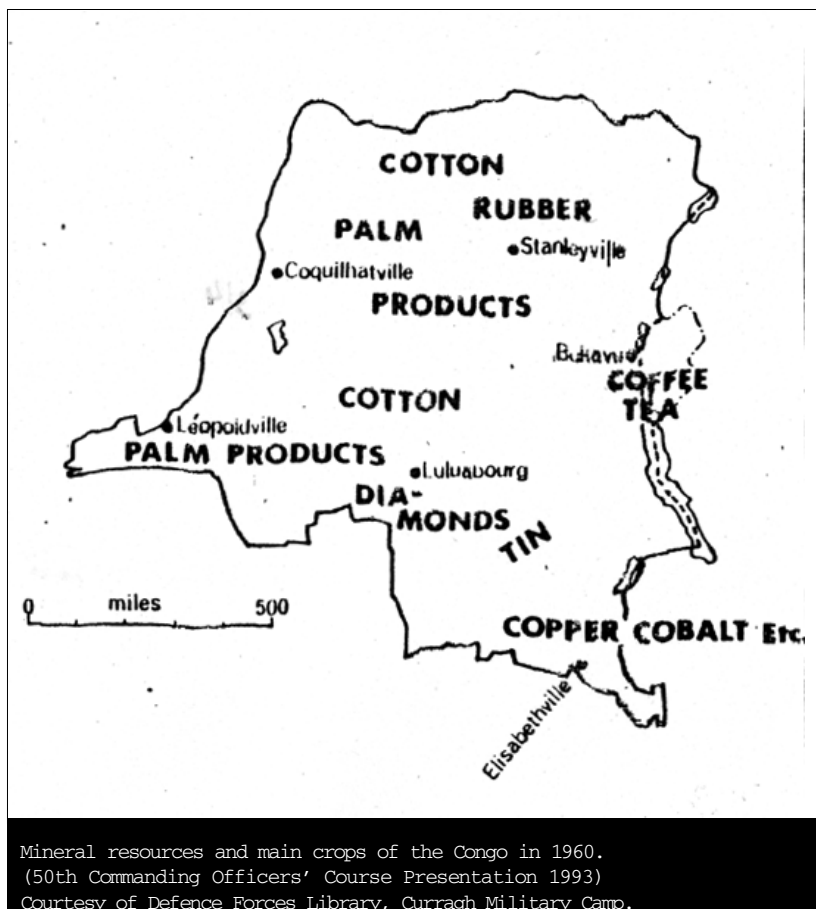 COTTON
RUBBER
PALM
Stanleyville
Coquilhatville
PRODUCTS
Bukavu
COTTON
COFFEE
TEA
Léopoldville
PALM PRODUCTS
Luluabourg
DIA-
MONDS
TIN
0 miles 500
COPPER COBALT Etc.
Elisabethville
Mineral resources and main crops of the Congo in 1960.
(50th Commanding Officers’ Course Presentation 1993)
Courtesy of Defence Forces Library, Curragh Military Camp.